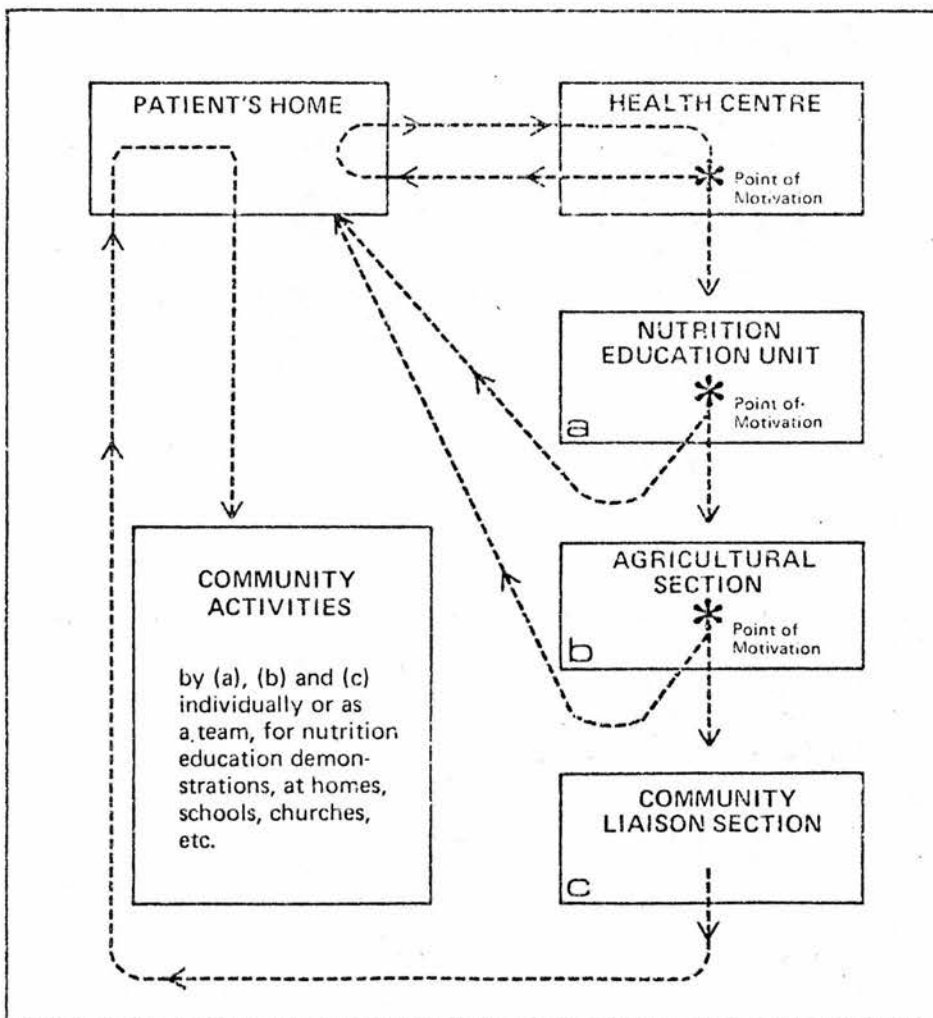 PATIENT'S HOME
HEALTH CENTRE
Point of
Motivation
NUTRITION
EDUCATION UNIT
Point of
Motivation
a
AGRICULTURAL
SECTION
Point of
Motivation
b
COMMUNITY
ACTIVITIES
by (a), (b) and (c)
individually or as
a team, for nutrition
education demon-
strations, at homes,
schools, churches,
etc.
COMMUNITY
LIAISON SECTION
c